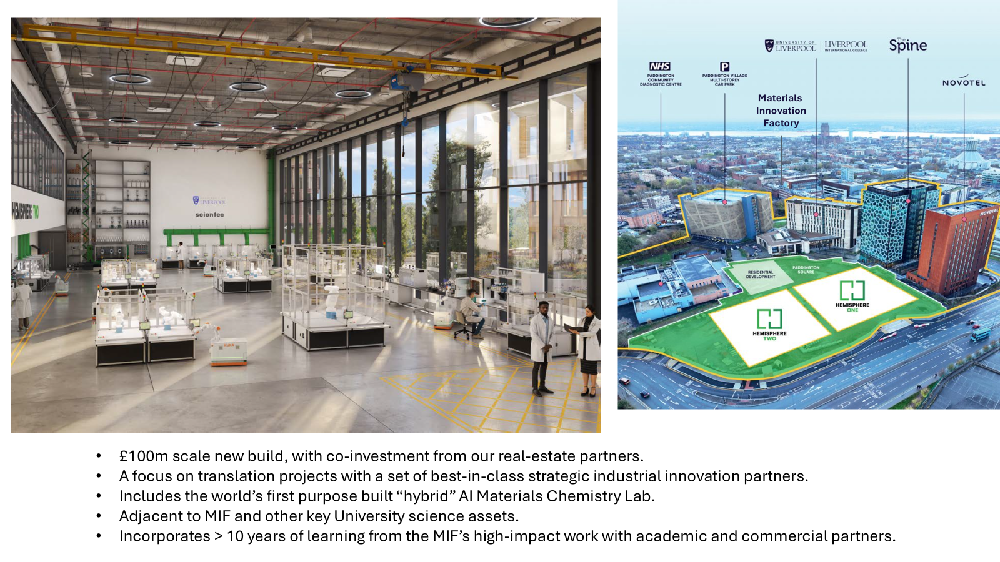 HEMISPHERE TWO
UNIVERSITY OF
LIVERPOOL
sciontec
KUKA
NHS
PADDINGTON
COMMUNITY
DIAGNOSTIC CENTRE
P
PADDINGTON VILLAGE
MULTI-STOREY
CAR PARK
UNIVERSITY OF
LIVERPOOL
LIVERPOOL
INTERNATIONAL COLLEGE
The
Spine
NOVOTEL
Materials
Innovation
Factory
NOVOTEL
RESIDENTIAL
DEVELOPMENT
PADDINGTON
SQUARE
HEMISPHERE
ONE
HEMISPHERE
TWO
• £100m scale new build, with co-investment from our real-estate partners.
• A focus on translation projects with a set of best-in-class strategic industrial innovation partners.
• Includes the world’s first purpose built “hybrid” AI Materials Chemistry Lab.
• Adjacent to MIF and other key University science assets.
• Incorporates > 10 years of learning from the MIF’s high-impact work with academic and commercial partners.